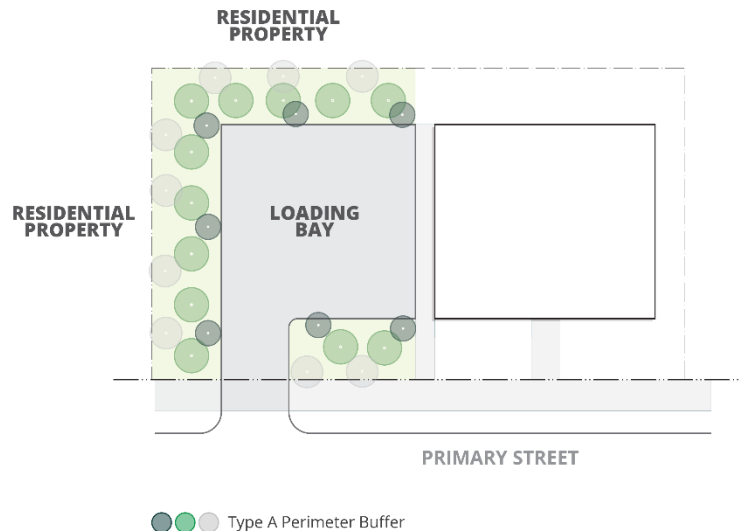 RESIDENTIAL
PROPERTY
RESIDENTIAL
PROPERTY
LOADING
BAY
PRIMARY STREET
Type A Perimeter Buffer